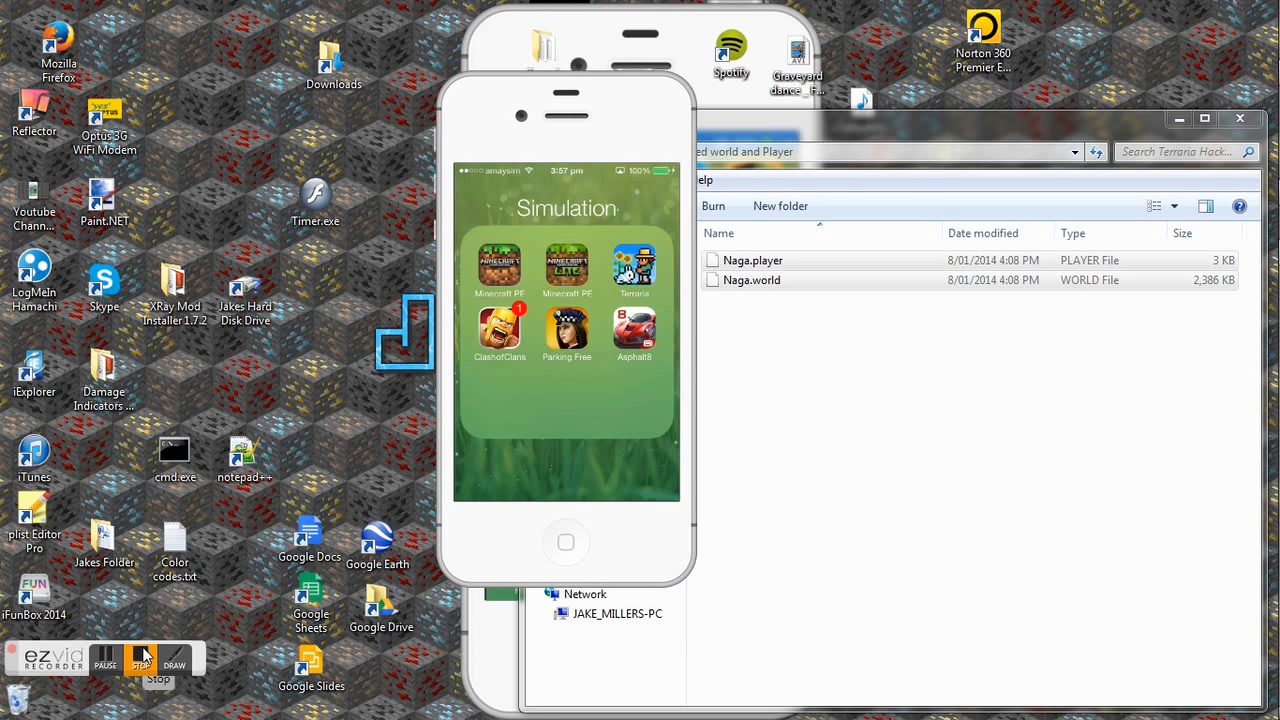 Mozilla
Firefox
Downloads
Spotify
Graveyard
dance_ F...
Norton 360
Premier E...
Reflector
Optus 3G
WiFi Modem
Youtube
Chann...
Paint.NET
Timer.exe
LogMeIn
Hamachi
Skype
XRay Mod
Installer 1.7.2
Jakes Hard
Disk Drive
iExplorer
Damage
Indicators ...
iTunes
cmd.exe
notepad++
plist Editor
Pro
Jakes Folder
Color
codes.txt
Google Docs
Google Earth
iFunBox 2014
Google
Sheets
Google Drive
Google Slides
ezvid
RECORDER
PAUSE
STOP
DRAW
Stop
amaysim
3:57 pm
100%
Simulation
Minecraft PE
Minecraft PE
Terraria
1
ClashofClans
Parking Free
Asphalt8
ed world and Player
Search Terraria Hack...
elp
Burn
New folder
Name
Date modified
Type
Size
Naga.player
8/01/2014 4:08 PM
PLAYER File
3 KB
Naga.world
8/01/2014 4:08 PM
WORLD File
2,386 KB
Network
JAKE_MILLERS-PC